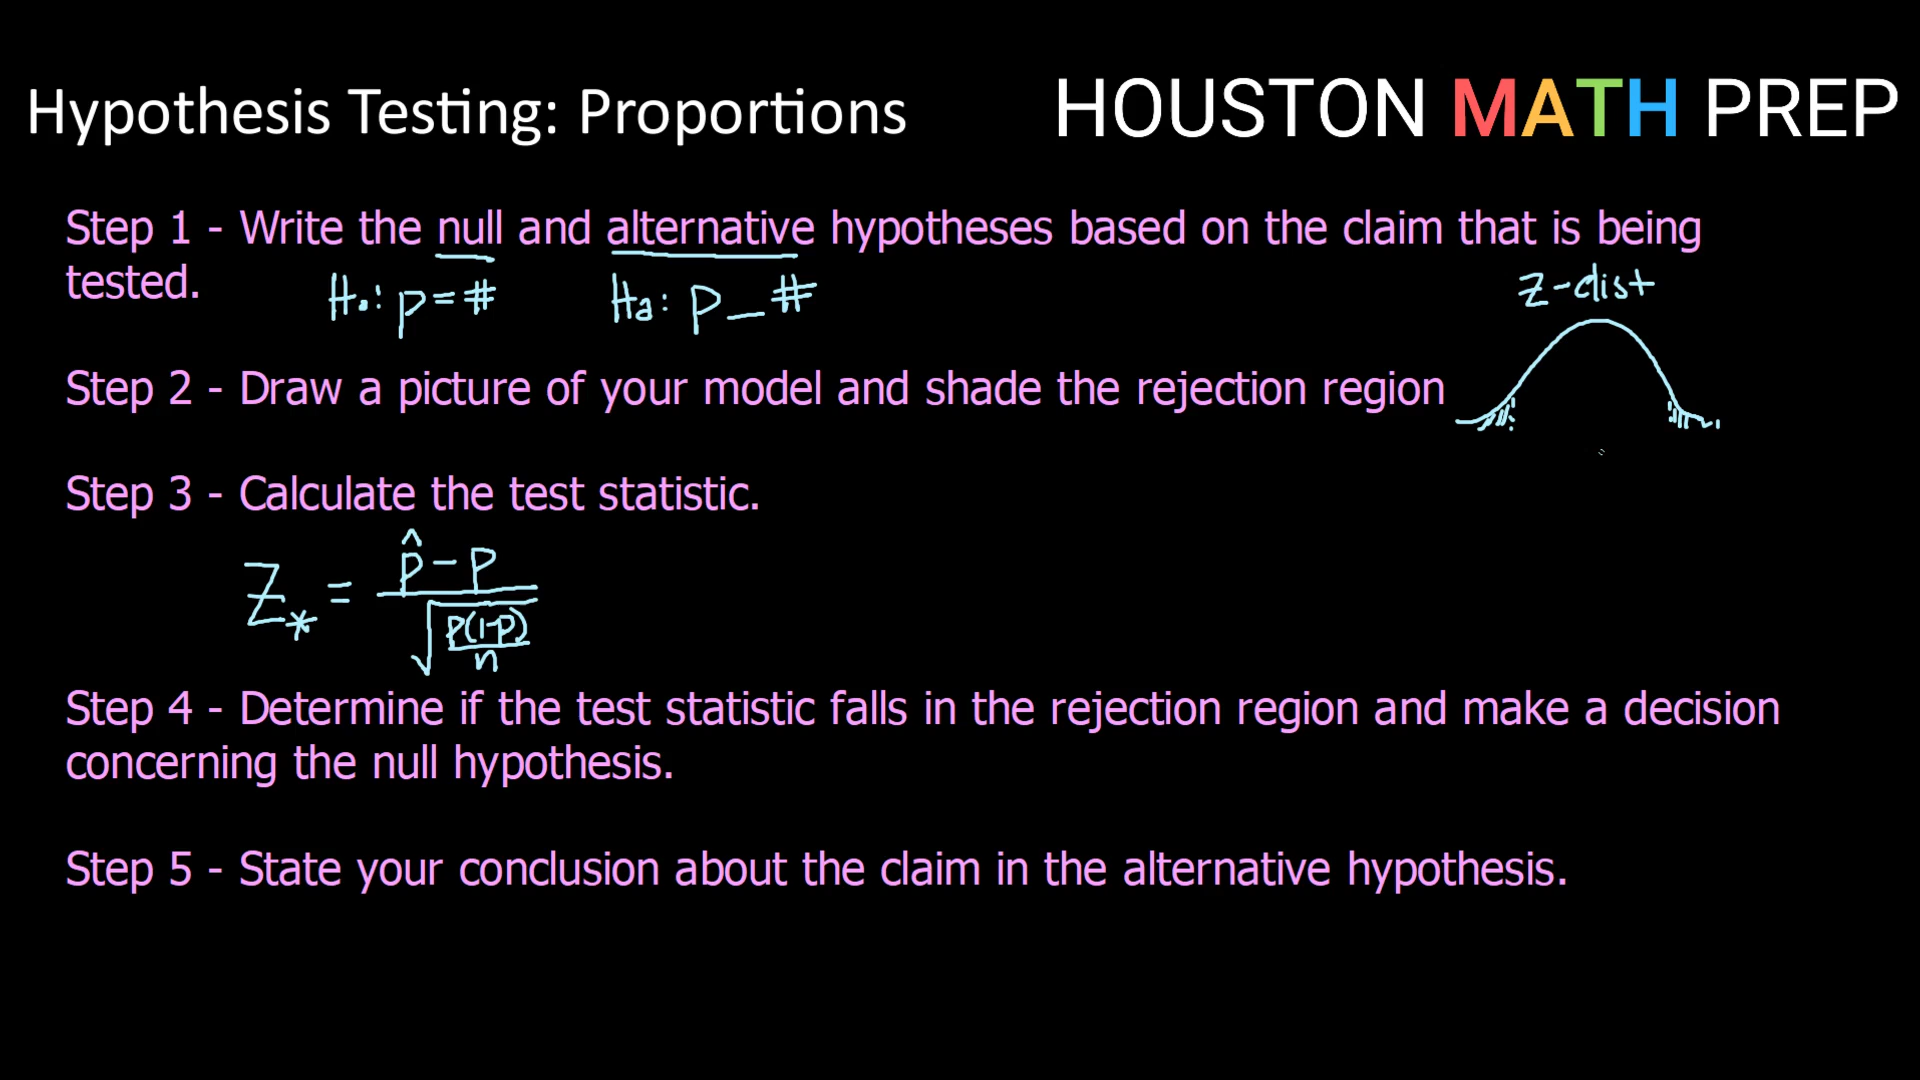 Hypothesis Testing: Proportions
HOUSTON MATH PREP
Step 1 - Write the null and alternative hypotheses based on the claim that is being
tested.
H₀: p = #
Ha: p _ #
z-dist
Step 2 - Draw a picture of your model and shade the rejection region
Step 3 - Calculate the test statistic.
Z* = (p̂ - p) / √(p(1-p)/n)
Step 4 - Determine if the test statistic falls in the rejection region and make a decision
concerning the null hypothesis.
Step 5 - State your conclusion about the claim in the alternative hypothesis.